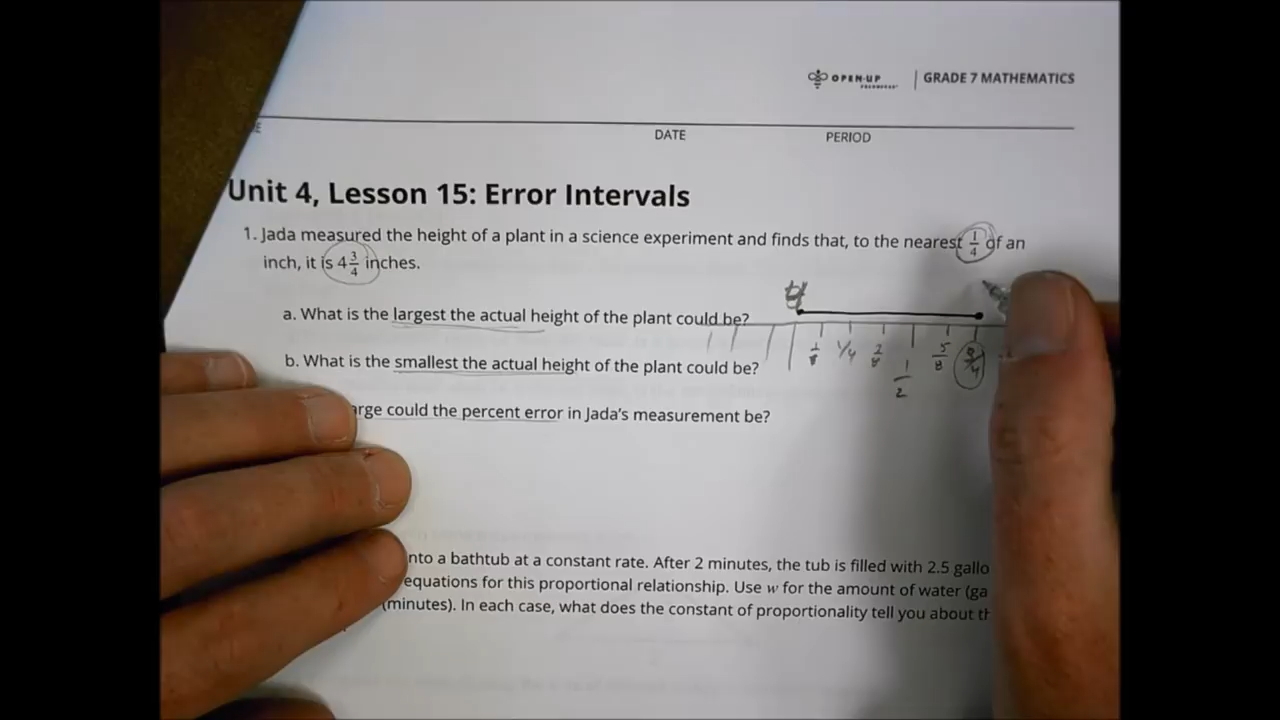 OPEN-UP | GRADE 7 MATHEMATICS
DATE PERIOD
Unit 4, Lesson 15: Error Intervals
1. Jada measured the height of a plant in a science experiment and finds that, to the nearest 1/4 of an
inch, it is 4 3/4 inches.
a. What is the largest the actual height of the plant could be?
b. What is the smallest the actual height of the plant could be?
arge could the percent error in Jada's measurement be?
1/8 1/4 1/2 5/8 3/4
nto a bathtub at a constant rate. After 2 minutes, the tub is filled with 2.5 gallo
equations for this proportional relationship. Use w for the amount of water (ga
(minutes). In each case, what does the constant of proportionality tell you about th